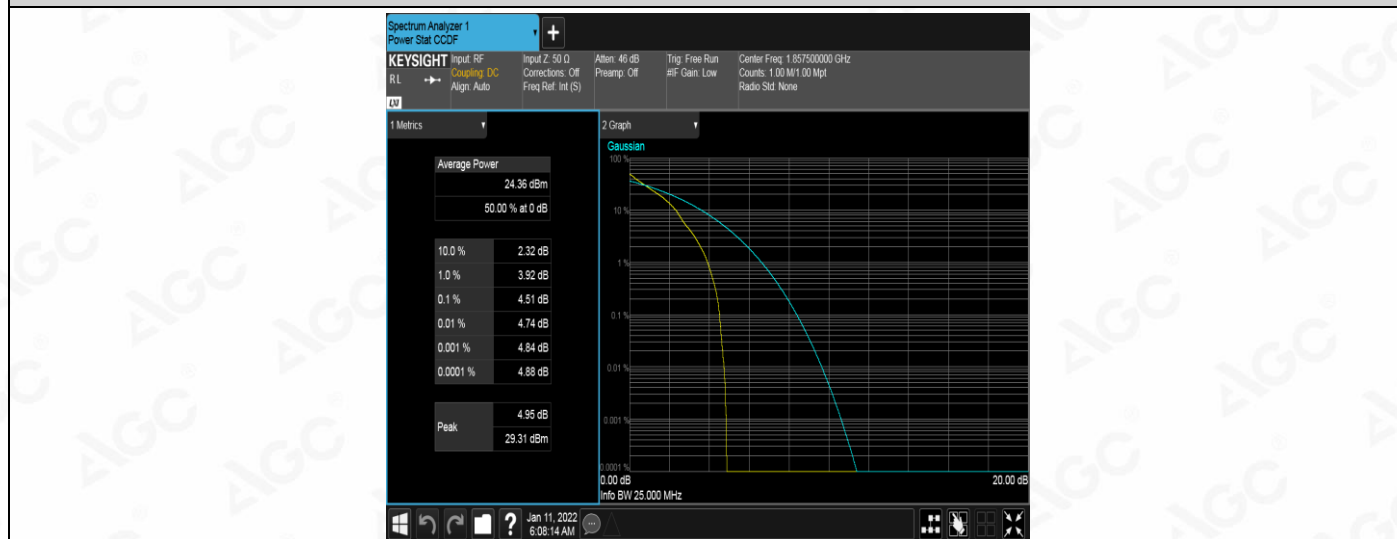 Spectrum Analyzer 1
Power Stat CCDF
+
KEYSIGHT
RL
LXI
Input: RF
Coupling: DC
Align: Auto
Input Z: 50 Ω
Corrections: Off
Freq Ref: Int (S)
Atten: 46 dB
Preamp: Off
Trig: Free Run
#IF Gain: Low
Center Freq: 1.857500000 GHz
Counts: 1.00 M/1.00 Mpt
Radio Std: None
1 Metrics
Average Power
24.36 dBm
50.00 % at 0 dB
10.0 % 2.32 dB
1.0 % 3.92 dB
0.1 % 4.51 dB
0.01 % 4.74 dB
0.001 % 4.84 dB
0.0001 % 4.88 dB
Peak 4.95 dB
29.31 dBm
2 Graph
Gaussian
100 %
10 %
1 %
0.1 %
0.01 %
0.001 %
0.0001 %
0.00 dB 20.00 dB
Info BW 25.000 MHz
?
Jan 11, 2022
6:08:14 AM
AGC